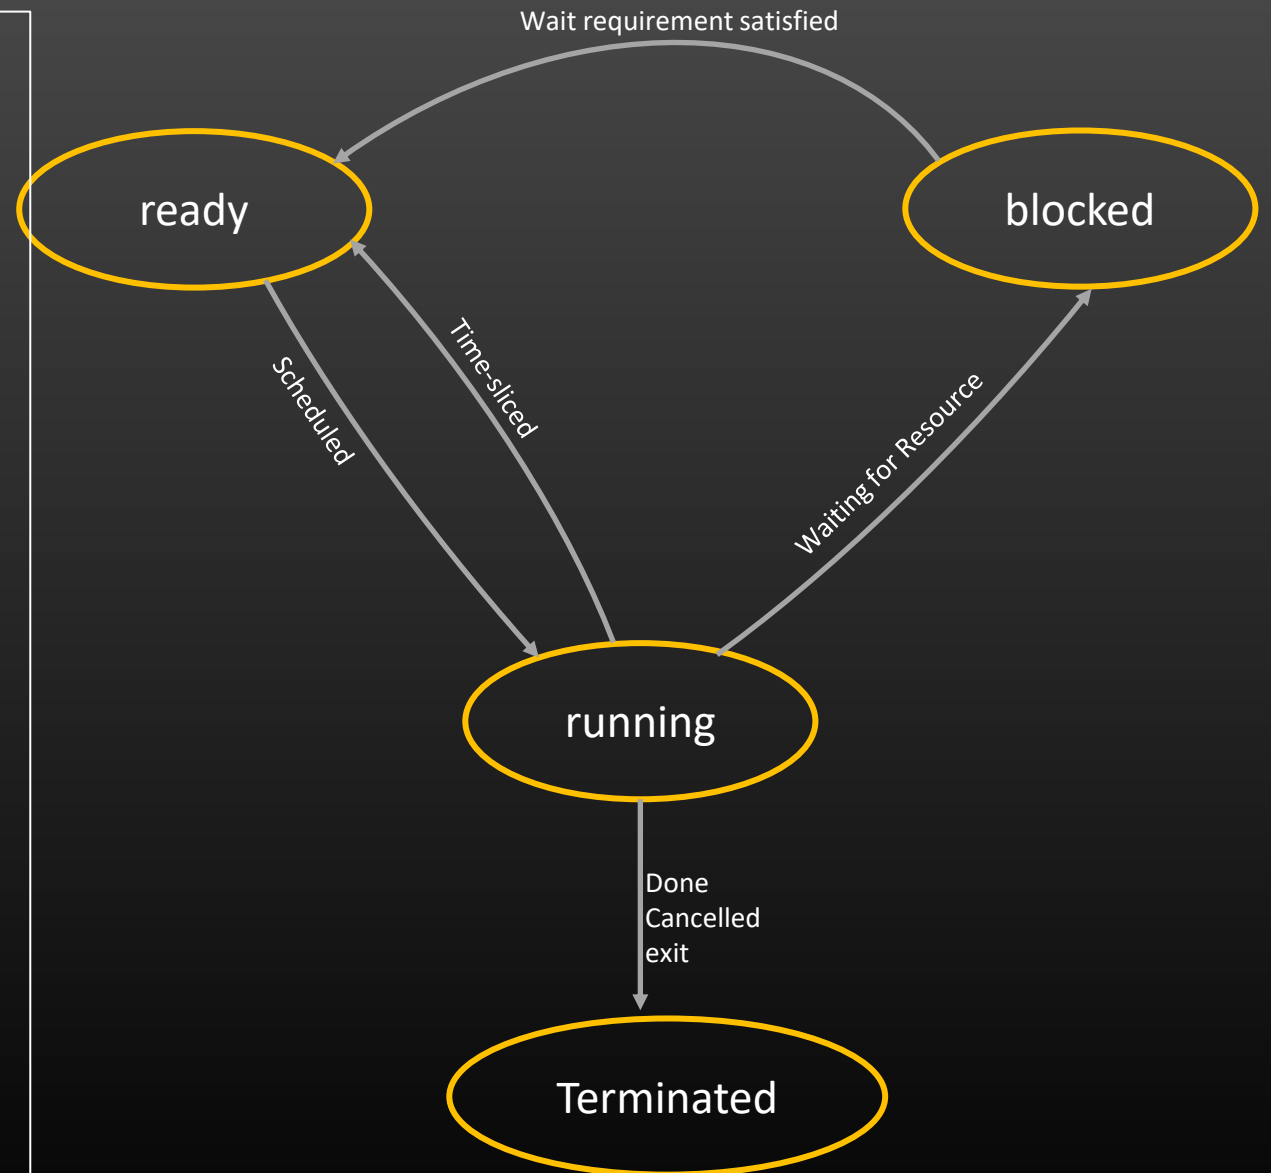 Wait requirement satisfied
ready
blocked
Scheduled
Time-sliced
Waiting for Resource
running
Done
Cancelled
exit
Terminated